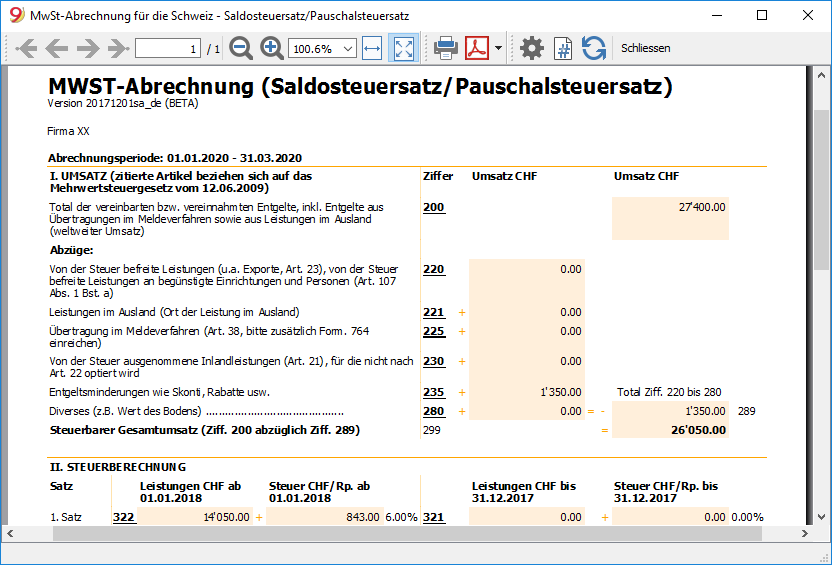 MwSt-Abrechnung für die Schweiz - Saldosteuersatz/Pauschalsteuersatz
1 / 1 100.6% Schliessen
MWST-Abrechnung (Saldosteuersatz/Pauschalsteuersatz)
Version 20171201sa_de (BETA)
Firma XX
Abrechnungsperiode: 01.01.2020 - 31.03.2020
I. UMSATZ (zitierte Artikel beziehen sich auf das Ziffer Umsatz CHF Umsatz CHF
Mehrwertsteuergesetz vom 12.06.2009)
Total der vereinbarten bzw. vereinnahmten Entgelte, inkl. Entgelte aus 200 27'400.00
Übertragungen im Meldeverfahren sowie aus Leistungen im Ausland
(weltweiter Umsatz)
Abzüge:
Von der Steuer befreite Leistungen (u.a. Exporte, Art. 23), von der Steuer 220 0.00
befreite Leistungen an begünstigte Einrichtungen und Personen (Art. 107
Abs. 1 Bst. a)
Leistungen im Ausland (Ort der Leistung im Ausland) 221 + 0.00
Übertragung im Meldeverfahren (Art. 38, bitte zusätzlich Form. 764 225 + 0.00
einreichen)
Von der Steuer ausgenommene Inlandleistungen (Art. 21), für die nicht nach 230 + 0.00
Art. 22 optiert wird
Entgeltsminderungen wie Skonti, Rabatte usw. 235 + 1'350.00 Total Ziff. 220 bis 280
Diverses (z.B. Wert des Bodens) ........................................... 280 + 0.00 = - 1'350.00 289
Steuerbarer Gesamtumsatz (Ziff. 200 abzüglich Ziff. 289) 299 = 26'050.00
II. STEUERBERECHNUNG
Satz Leistungen CHF ab Steuer CHF/Rp. ab Leistungen CHF bis Steuer CHF/Rp. bis
01.01.2018 01.01.2018 31.12.2017 31.12.2017
1. Satz 322 14'050.00 + 843.00 6.00% 321 0.00 + 0.00 0.00%